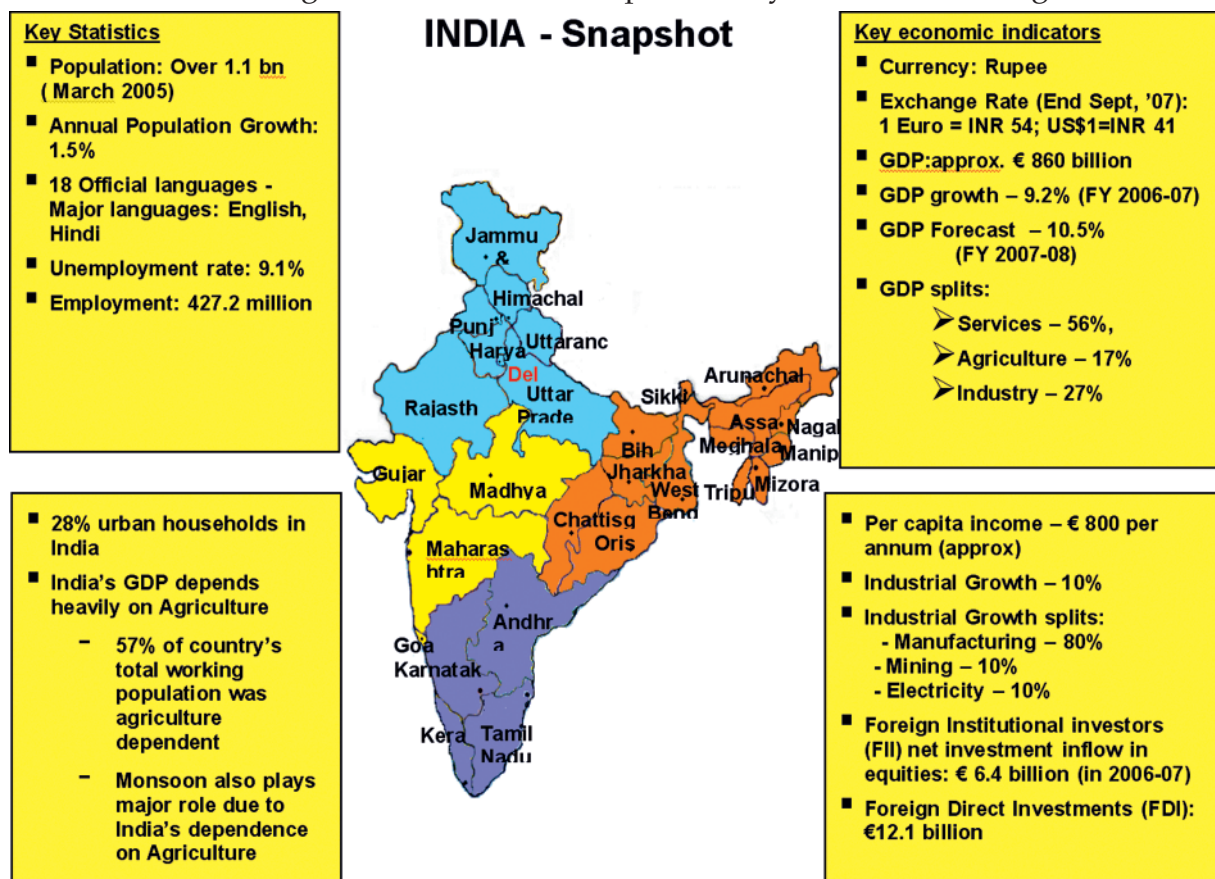 INDIA - Snapshot
Key Statistics
▪ Population: Over 1.1 bn
( March 2005)
▪ Annual Population Growth:
1.5%
▪ 18 Official languages -
Major languages: English,
Hindi
▪ Unemployment rate: 9.1%
▪ Employment: 427.2 million
▪ 28% urban households in
India
▪ India's GDP depends
heavily on Agriculture
- 57% of country's
total working
population was
agriculture
dependent
- Monsoon also plays
major role due to
India's dependence
on Agriculture
Jammu
&
Himachal
Punj
Uttaranc
Harya
Del
Uttar
Prade
Rajasth
Arunachal
Sikki
Assa
Nagal
Meghala
Manip
Bih
Jharkha
Mizora
Tripu
West
Beng
Gujar
Madhya
Chattisg
Oris
Maharas
htra
Andhr
a
Goa
Karnatak
Kera
Tamil
Nadu
Key economic indicators
▪ Currency: Rupee
▪ Exchange Rate (End Sept, '07):
1 Euro = INR 54; US$1=INR 41
▪ GDP:approx. € 860 billion
▪ GDP growth – 9.2% (FY 2006-07)
▪ GDP Forecast – 10.5%
(FY 2007-08)
▪ GDP splits:
➢ Services – 56%,
➢ Agriculture – 17%
➢ Industry – 27%
▪ Per capita income – € 800 per
annum (approx)
▪ Industrial Growth – 10%
▪ Industrial Growth splits:
- Manufacturing – 80%
- Mining – 10%
- Electricity – 10%
▪ Foreign Institutional investors
(FII) net investment inflow in
equities: € 6.4 billion (in 2006-07)
▪ Foreign Direct Investments (FDI):
€12.1 billion